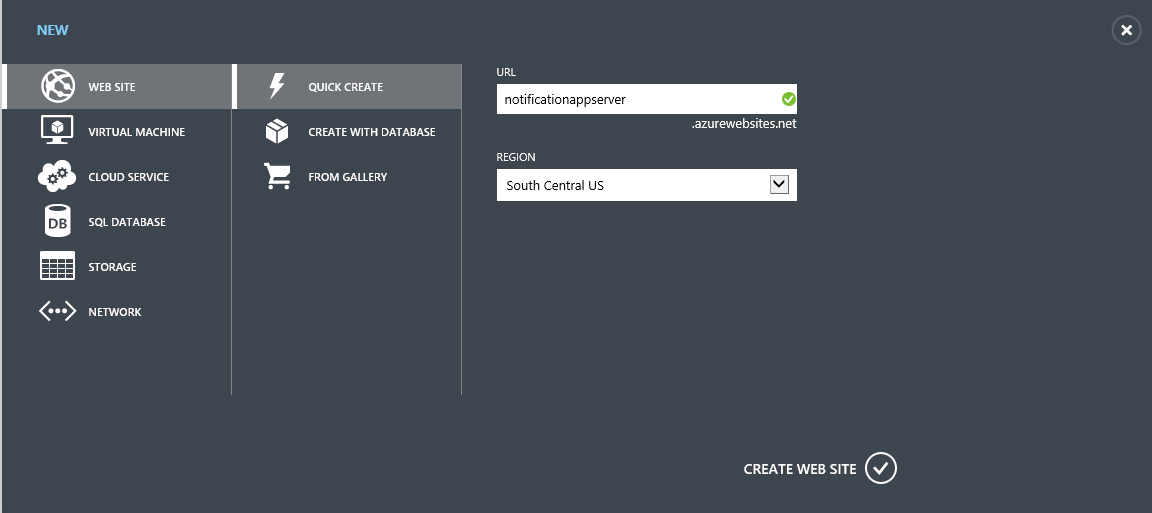 NEW
WEB SITE
VIRTUAL MACHINE
CLOUD SERVICE
DB
SQL DATABASE
STORAGE
NETWORK
QUICK CREATE
CREATE WITH DATABASE
FROM GALLERY
URL
notificationappserver
.azurewebsites.net
REGION
South Central US
CREATE WEB SITE